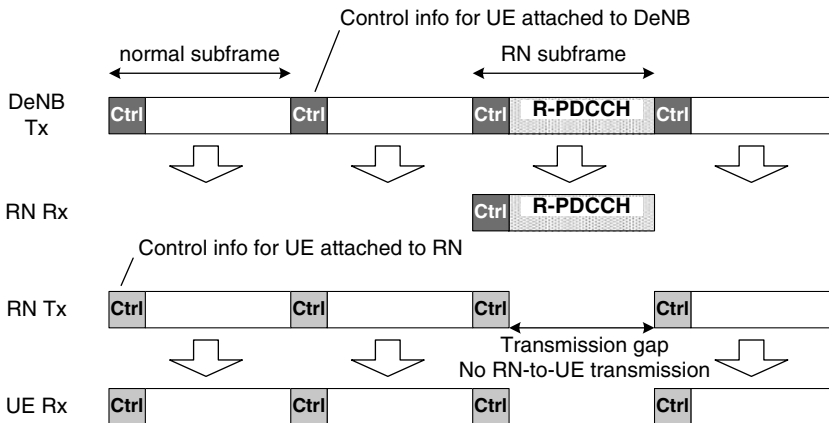 Control info for UE attached to DeNB
normal subframe
RN subframe
DeNB
Tx
Ctrl
Ctrl
Ctrl
R-PDCCH
Ctrl
RN Rx
Ctrl
R-PDCCH
Control info for UE attached to RN
RN Tx
Ctrl
Ctrl
Ctrl
Ctrl
Transmission gap
No RN-to-UE transmission
UE Rx
Ctrl
Ctrl
Ctrl
Ctrl